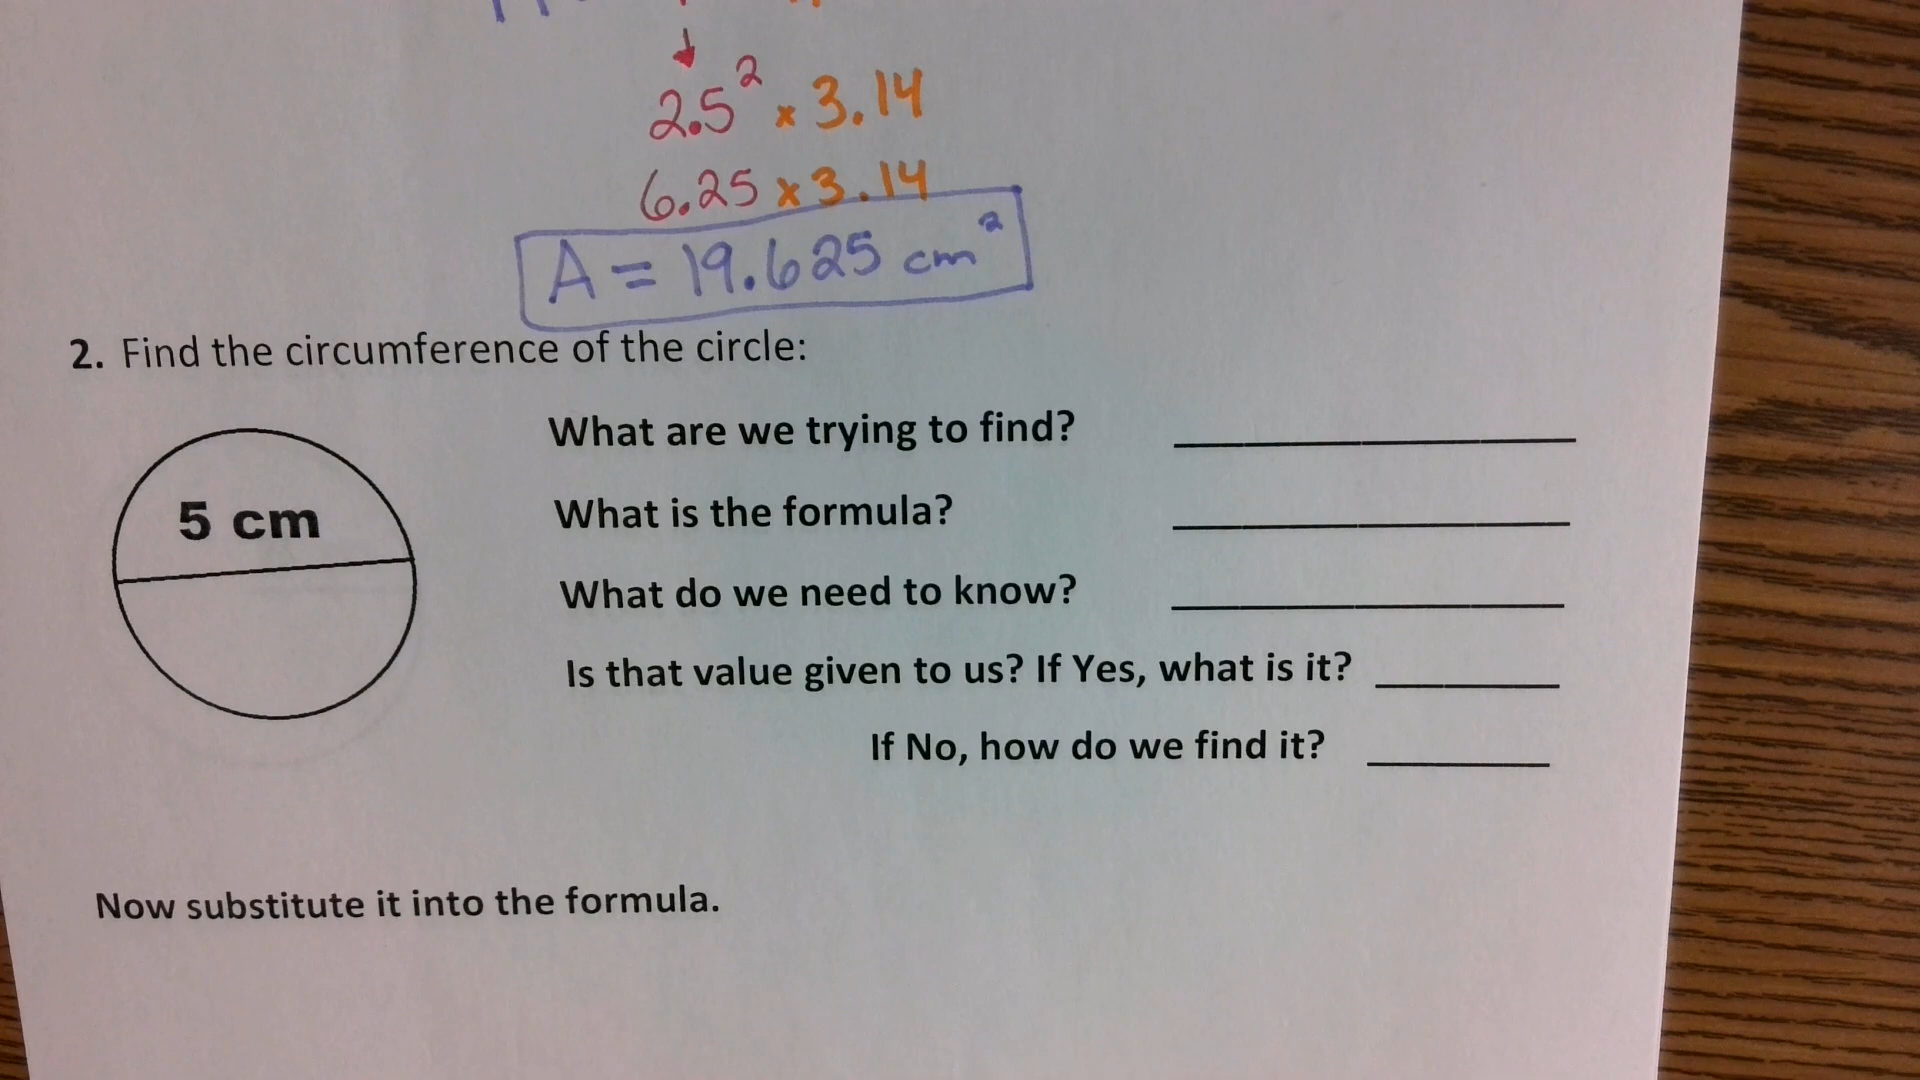 2.5² x 3.14
6.25 x 3.14
A = 19.625 cm²
2. Find the circumference of the circle:
5 cm
What are we trying to find?
What is the formula?
What do we need to know?
Is that value given to us? If Yes, what is it?
If No, how do we find it?
Now substitute it into the formula.